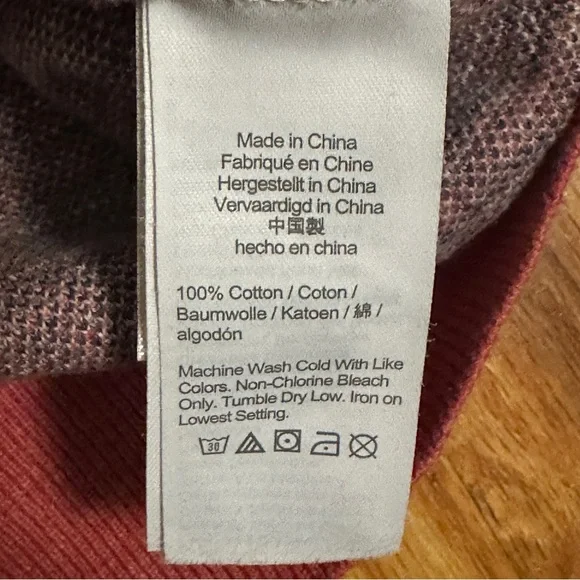 Made in China
Fabriqué en Chine
Hergestellt in China
Vervaardigd in China
中国製
hecho en china
100% Cotton / Coton /
Baumwolle / Katoen / 綿 /
algodón
Machine Wash Cold With Like
Colors. Non-Chlorine Bleach
Only. Tumble Dry Low. Iron on
Lowest Setting.
30